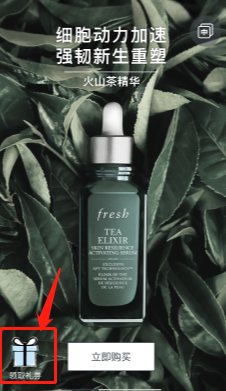 细胞动力加速
强韧新生重塑
中
火山茶精华
fresh
TEA
ELIXIR
SKIN RESILIENCE
ACTIVATING SERUM
领取礼券
立即购买